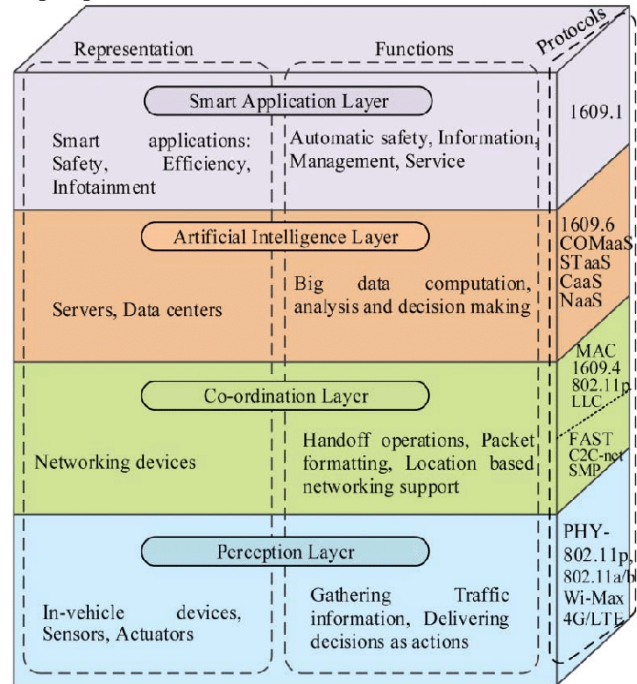 Representation
Functions
Protocols
Smart Application Layer
Smart applications:
Safety, Efficiency,
Infotainment
Automatic safety, Information,
Management, Service
1609.1
Artificial Intelligence Layer
Servers, Data centers
Big data computation,
analysis and decision making
1609.6
COMaaS
STaaS
CaaS
NaaS
Co-ordination Layer
Networking devices
Handoff operations, Packet
formatting, Location based
networking support
MAC
1609.4
802.11p
LLC
FAST
C2C-net
SMP
Perception Layer
In-vehicle devices,
Sensors, Actuators
Gathering Traffic
information, Delivering
decisions as actions
PHY-
802.11p,
802.11a/b
Wi-Max
4G/LTE